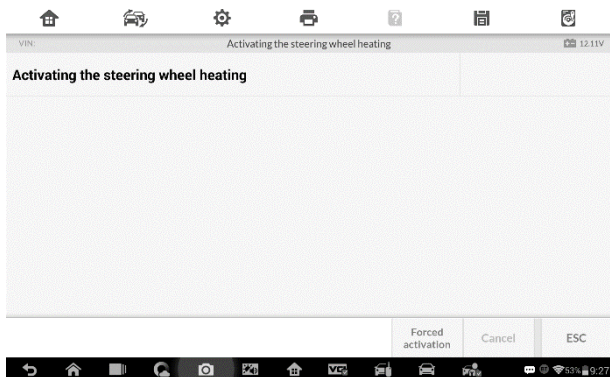 VIN:
Activating the steering wheel heating
12.11V
Activating the steering wheel heating
Forced
activation
Cancel
ESC
VCI
53%
9:27